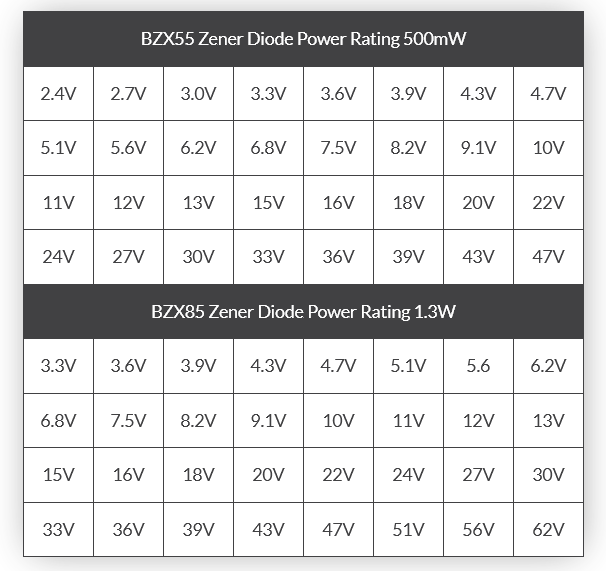 BZX55 Zener Diode Power Rating 500mW
2.4V 2.7V 3.0V 3.3V 3.6V 3.9V 4.3V 4.7V
5.1V 5.6V 6.2V 6.8V 7.5V 8.2V 9.1V 10V
11V 12V 13V 15V 16V 18V 20V 22V
24V 27V 30V 33V 36V 39V 43V 47V
BZX85 Zener Diode Power Rating 1.3W
3.3V 3.6V 3.9V 4.3V 4.7V 5.1V 5.6 6.2V
6.8V 7.5V 8.2V 9.1V 10V 11V 12V 13V
15V 16V 18V 20V 22V 24V 27V 30V
33V 36V 39V 43V 47V 51V 56V 62V